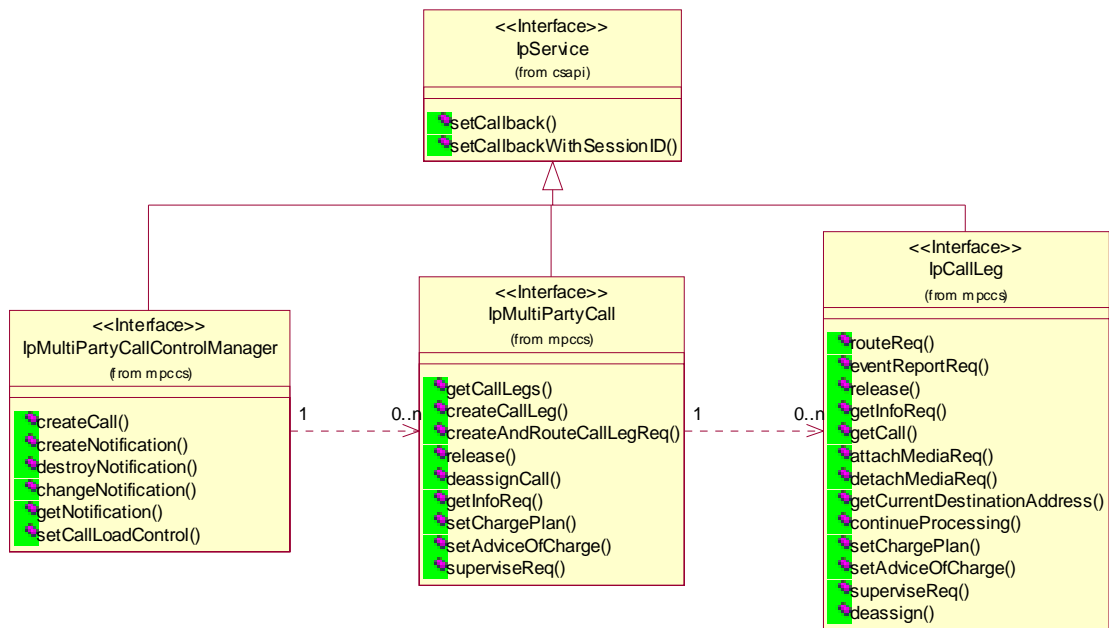 <<Interface>>
IpService
(from csapi)
setCallback()
setCallbackWithSessionID()
<<Interface>>
IpMultiPartyCallControlManager
(from mpccs)
createCall()
createNotification()
destroyNotification()
changeNotification()
getNotification()
setCallLoadControl()
1
0..n
<<Interface>>
IpMultiPartyCall
(from mpccs)
getCallLegs()
createCallLeg()
createAndRouteCallLegReq()
release()
deassignCall()
getInfoReq()
setChargePlan()
setAdviceOfCharge()
superviseReq()
1
0..n
<<Interface>>
IpCallLeg
(from mpccs)
routeReq()
eventReportReq()
release()
getInfoReq()
getCall()
attachMediaReq()
detachMediaReq()
getCurrentDestinationAddress()
continueProcessing()
setChargePlan()
setAdviceOfCharge()
superviseReq()
deassign()